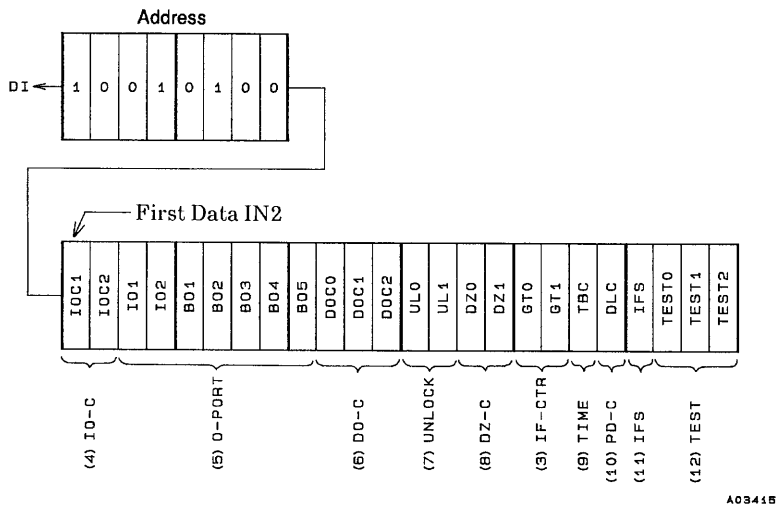 Address
DI 1 0 0 1 0 1 0 0
First Data IN2
IOC1 IOC2 IO1 IO2 BO1 BO2 BO3 BO4 BO5 DOC0 DOC1 DOC2 UL0 UL1 DZ0 DZ1 GT0 GT1 TBC DLC IFS TEST0 TEST1 TEST2
(4) IO-C
(5) O-PORT
(6) DO-C
(7) UNLOCK
(8) DZ-C
(3) IF-CTR
(9) TIME
(10) PD-C
(11) IFS
(12) TEST
A03415